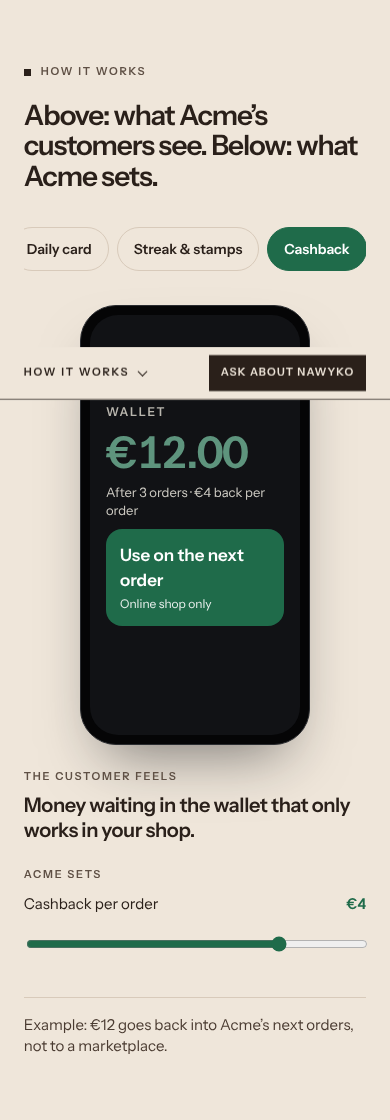 HOW IT WORKS
Above: what Acme’s
customers see. Below: what
Acme sets.
Daily card
Streak & stamps
Cashback
HOW IT WORKS
ASK ABOUT NAWYKO
WALLET
€12.00
After 3 orders · €4 back per
order
Use on the next
order
Online shop only
THE CUSTOMER FEELS
Money waiting in the wallet that only
works in your shop.
ACME SETS
Cashback per order
€4
Example: €12 goes back into Acme’s next orders,
not to a marketplace.